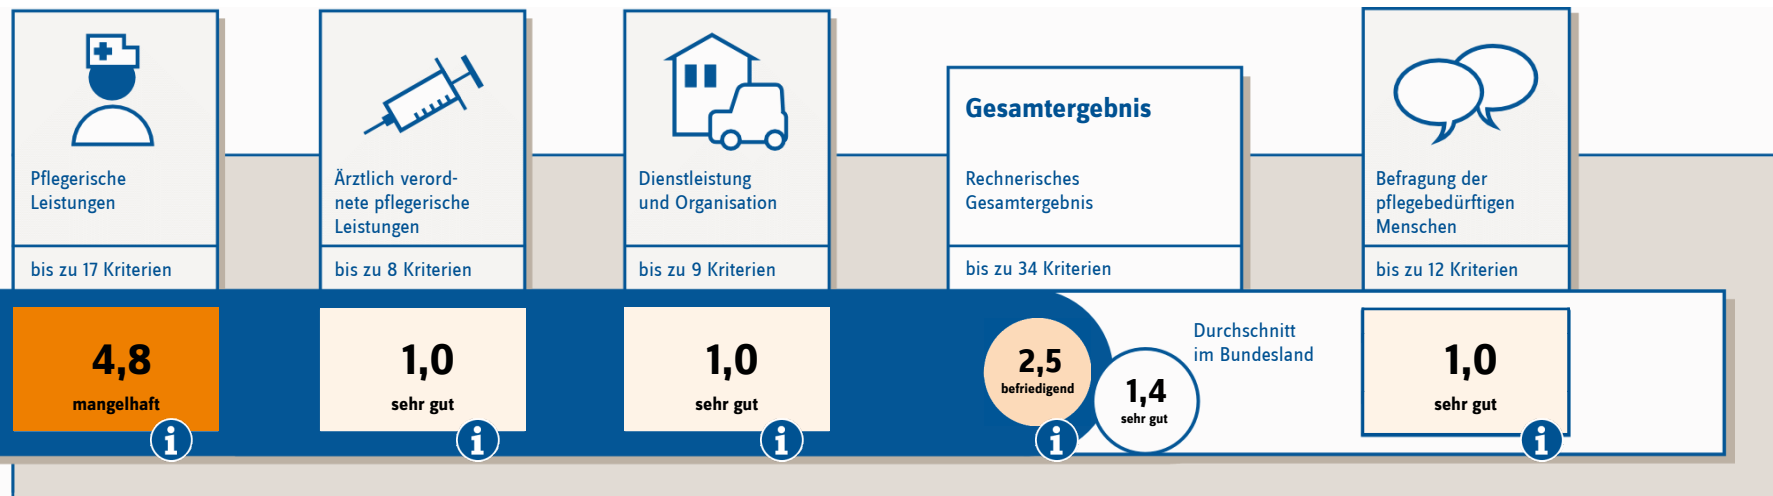 Pflegerische
Leistungen
bis zu 17 Kriterien
4,8
mangelhaft
i
Ärztlich verord-
nete pflegerische
Leistungen
bis zu 8 Kriterien
1,0
sehr gut
i
Dienstleistung
und Organisation
bis zu 9 Kriterien
1,0
sehr gut
i
Gesamtergebnis
Rechnerisches
Gesamtergebnis
bis zu 34 Kriterien
2,5
befriedigend
i
1,4
sehr gut
Durchschnitt
im Bundesland
Befragung der
pflegebedürftigen
Menschen
bis zu 12 Kriterien
1,0
sehr gut
i